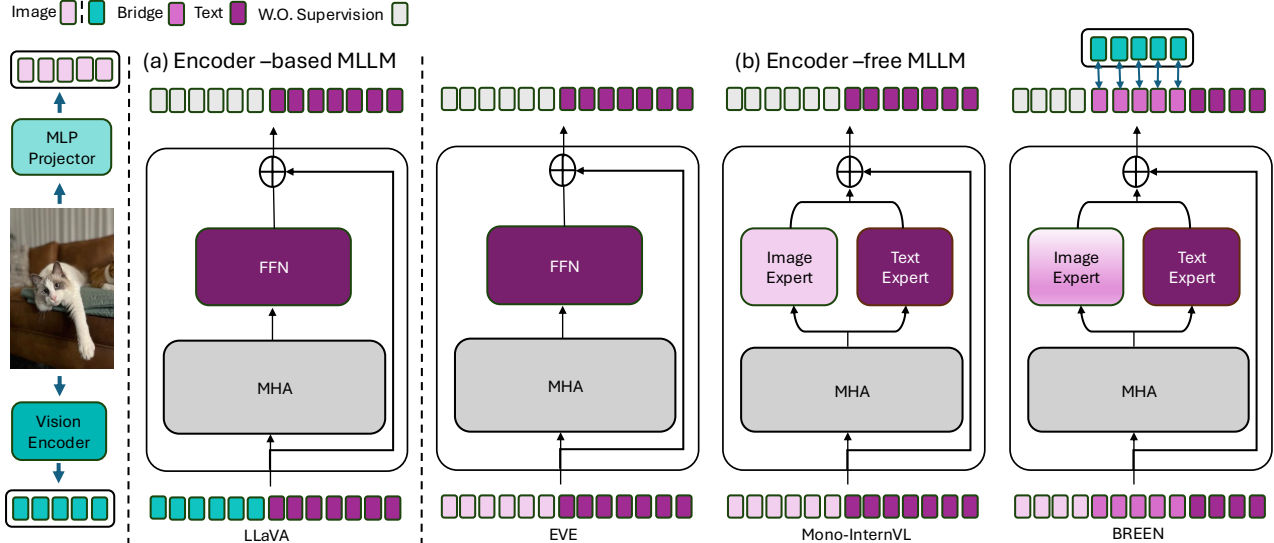 Image Bridge Text W.O. Supervision
(a) Encoder –based MLLM
(b) Encoder –free MLLM
MLP
Projector
Vision
Encoder
FFN
MHA
LLaVA
FFN
MHA
EVE
Image
Expert
Text
Expert
MHA
Mono-InternVL
Image
Expert
Text
Expert
MHA
BREEN